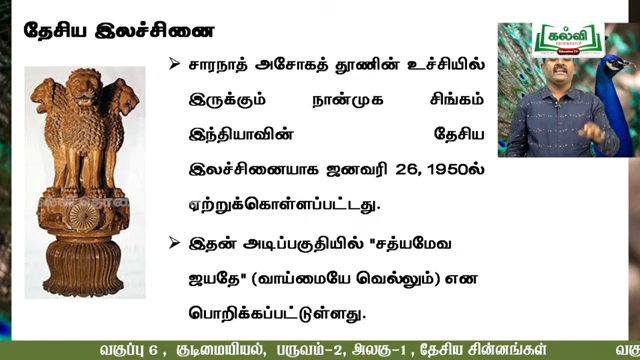 தேசிய இலச்சினை
கல்வி
➢ சாரநாத் அசோகத் தூணின் உச்சியில்
இருக்கும் நான்முக சிங்கம்
இந்தியாவின் தேசிய
இலச்சினையாக ஜனவரி 26, 1950ல்
ஏற்றுக்கொள்ளப்பட்டது.
➢ இதன் அடிப்பகுதியில் "சத்யமேவ
ஜயதே" (வாய்மையே வெல்லும்) என
பொறிக்கப்பட்டுள்ளது.
வகுப்பு 6 , குடிமையியல், பருவம்-2, அலகு-1 , தேசிய சின்னங்கள் வகு